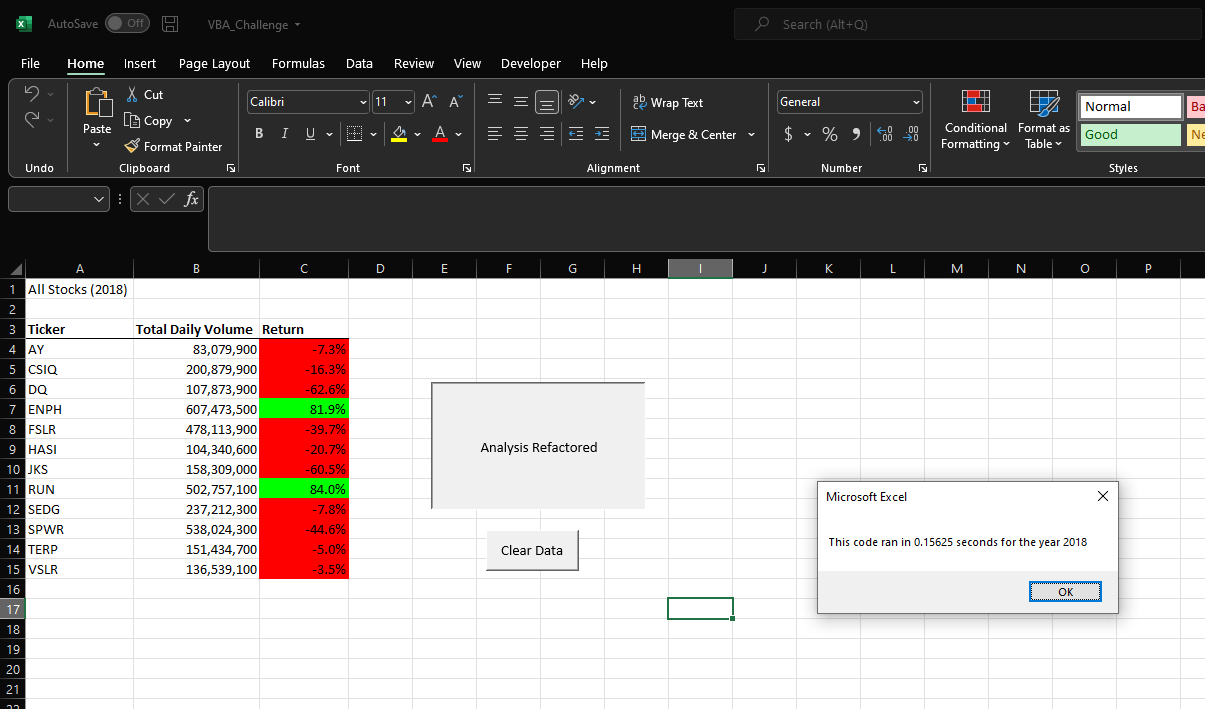 AutoSave Off VBA_Challenge Search (Alt+Q)
File Home Insert Page Layout Formulas Data Review View Developer Help
Paste
Cut
Copy
Format Painter
Calibri 11
B I U A
ab Wrap Text
Merge & Center
General
$ % 9 .00
Conditional Formatting
Format as Table
Normal Ba
Good Ne
Undo Clipboard Font Alignment Number Styles
fx
A B C D E F G H I J K L M N O P
1 All Stocks (2018)
2
3 Ticker Total Daily Volume Return
4 AY 83,079,900 -7.3%
5 CSIQ 200,879,900 -16.3%
6 DQ 107,873,900 -62.6%
7 ENPH 607,473,500 81.9%
8 FSLR 478,113,900 -39.7%
9 HASI 104,340,600 -20.7%
10 JKS 158,309,000 -60.5%
11 RUN 502,757,100 84.0%
12 SEDG 237,212,300 -7.8%
13 SPWR 538,024,300 -44.6%
14 TERP 151,434,700 -5.0%
15 VSLR 136,539,100 -3.5%
16
17
18
19
20
21
22
Analysis Refactored
Clear Data
Microsoft Excel
This code ran in 0.15625 seconds for the year 2018
OK